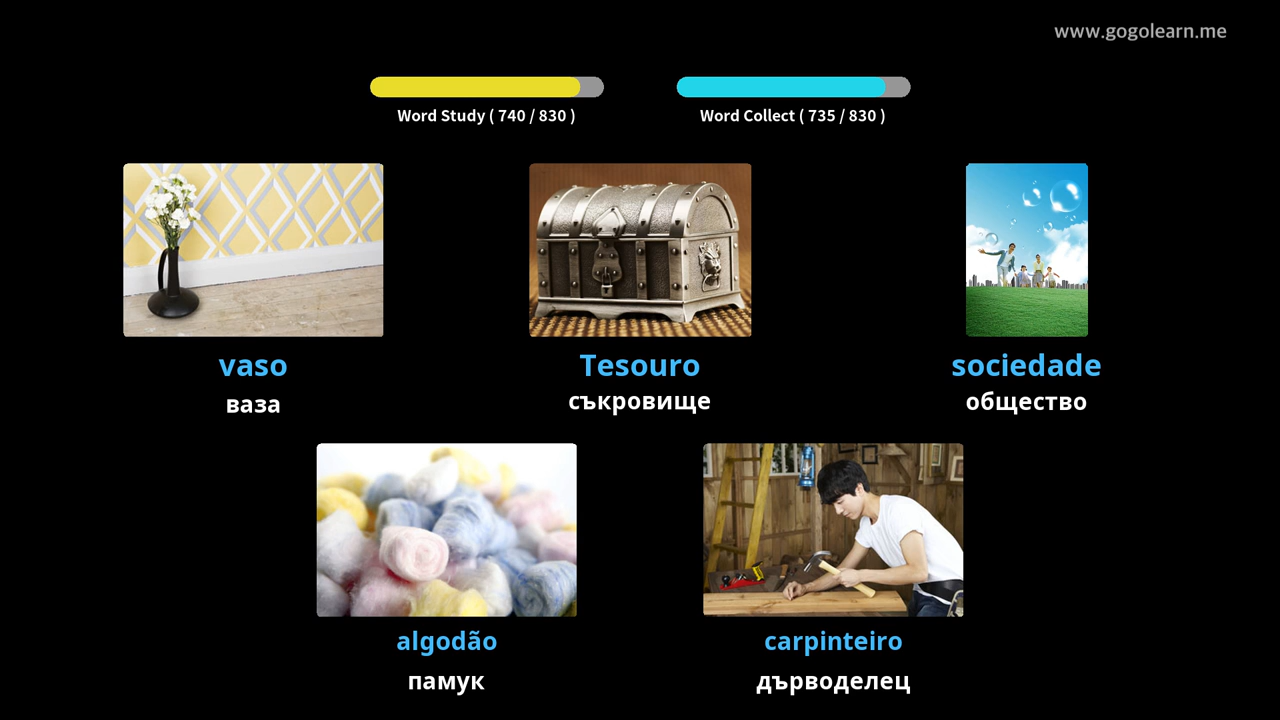 www.gogolearn.me
Word Study ( 740 / 830 )
Word Collect ( 735 / 830 )
vaso
ваза
Tesouro
съкровище
sociedade
общество
algodão
памук
carpinteiro
дърводелец